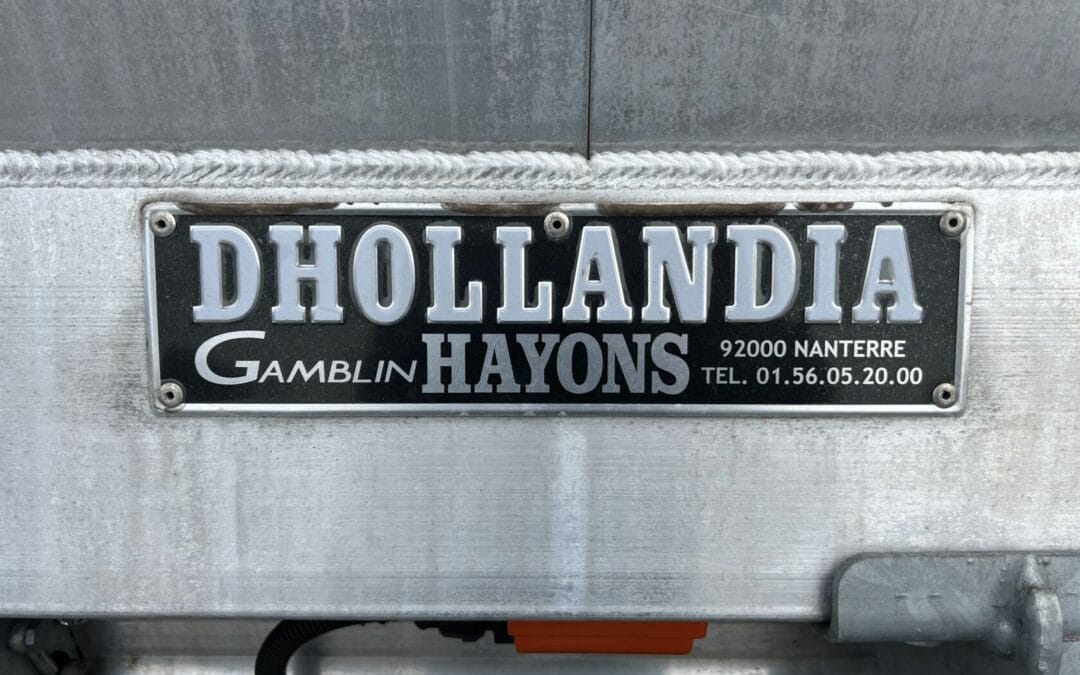 DHOLLANDIA
GAMBLIN HAYONS 92000 NANTERRE
TEL. 01.56.05.20.00